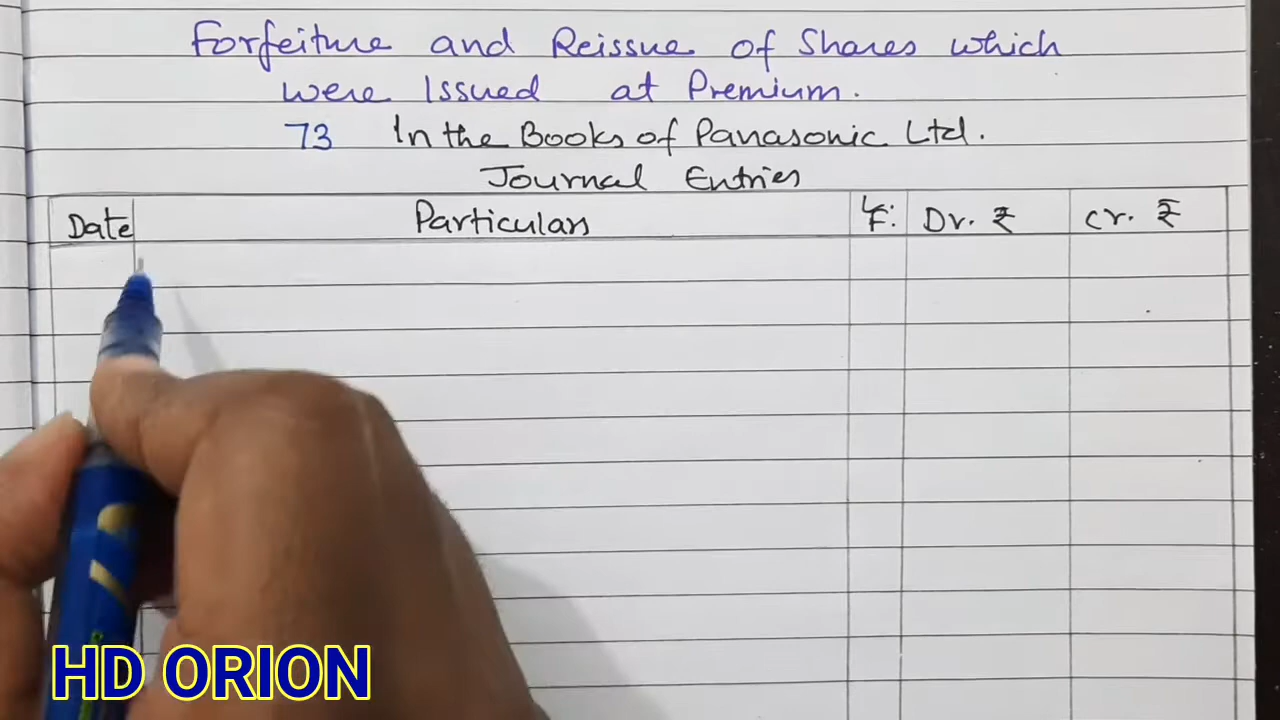 Forfeiture and Reissue of Shares which
were Issued at Premium.
73 In the Books of Panasonic Ltd.
Journal Entries
Date Particulars L.F. Dr. ₹ Cr. ₹
HD ORION